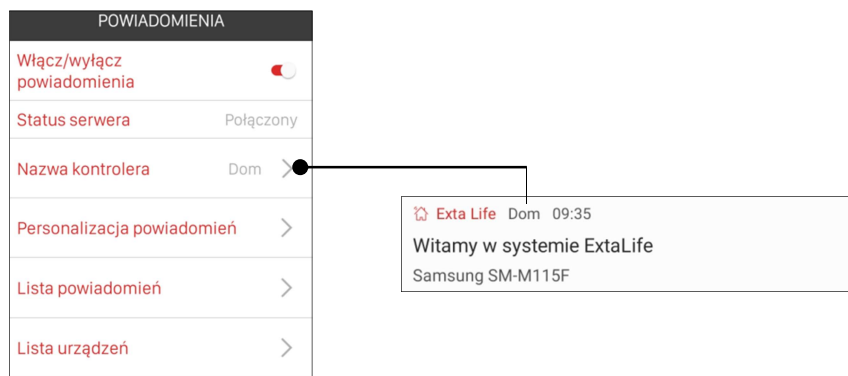 POWIADOMIENIA
Włącz/wyłącz
powiadomienia
Status serwera Połączony
Nazwa kontrolera Dom
Personalizacja powiadomień
Lista powiadomień
Lista urządzeń
Exta Life Dom 09:35
Witamy w systemie ExtaLife
Samsung SM-M115F